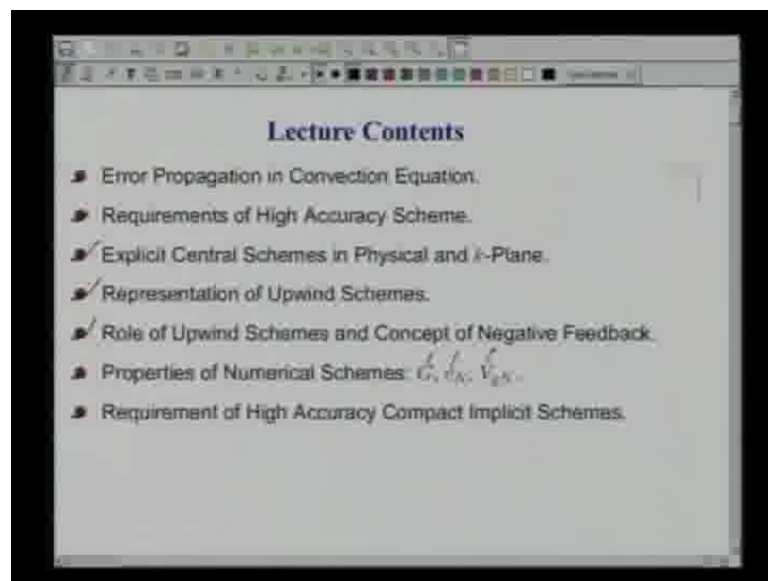 Lecture Contents
Error Propagation in Convection Equation.
Requirements of High Accuracy Scheme.
Explicit Central Schemes in Physical and k-Plane.
Representation of Upwind Schemes.
Role of Upwind Schemes and Concept of Negative Feedback.
Properties of Numerical Schemes: G, c_N, V_gN.
Requirement of High Accuracy Compact Implicit Schemes.